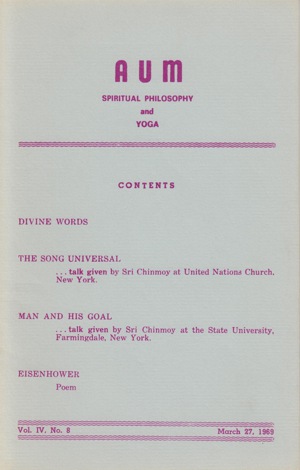 AUM
SPIRITUAL PHILOSOPHY
and
YOGA
CONTENTS
DIVINE WORDS
THE SONG UNIVERSAL
...talk given by Sri Chinmoy at United Nations Church,
New York.
MAN AND HIS GOAL
...talk given by Sri Chinmoy at the State University,
Farmingdale, New York.
EISENHOWER
Poem
Vol. IV, No. 8 March 27, 1969